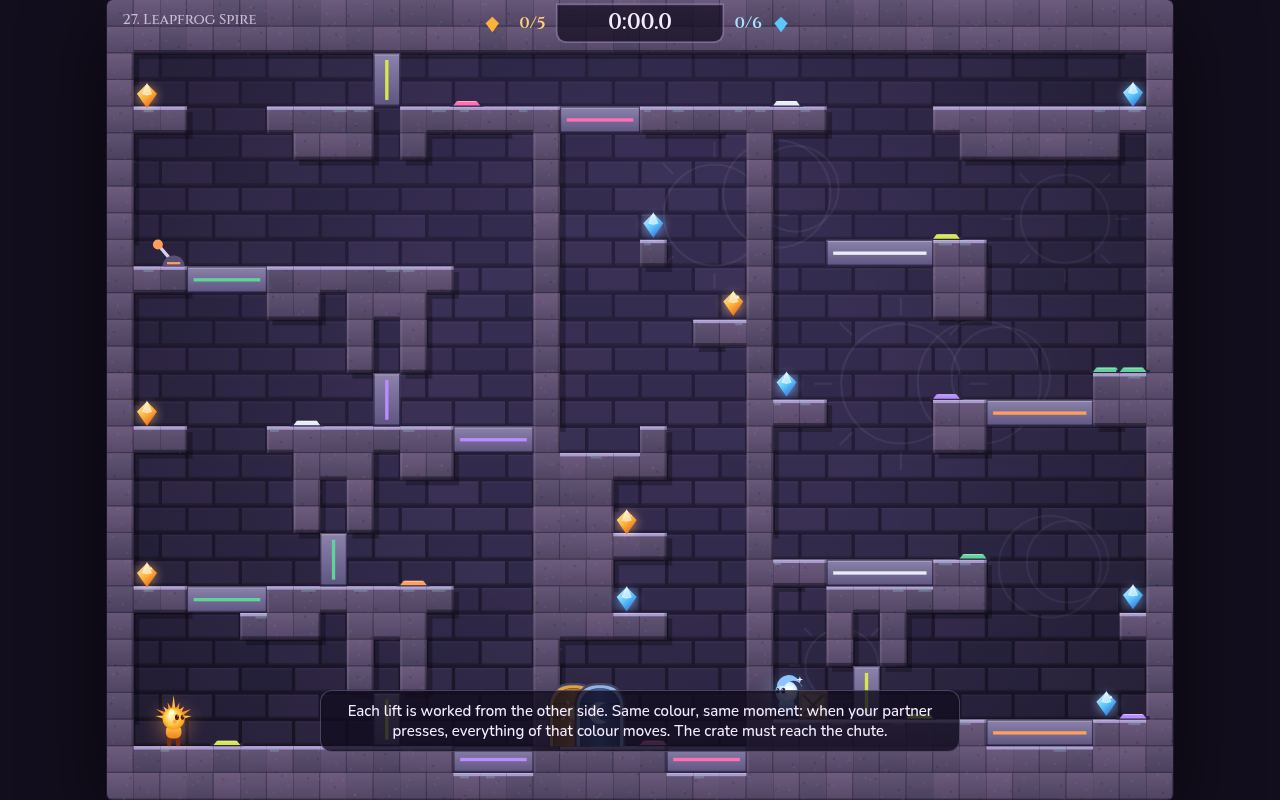 27. Leapfrog Spire
0/5
0:00.0
0/6
Each lift is worked from the other side. Same colour, same moment: when your partner
presses, everything of that colour moves. The crate must reach the chute.